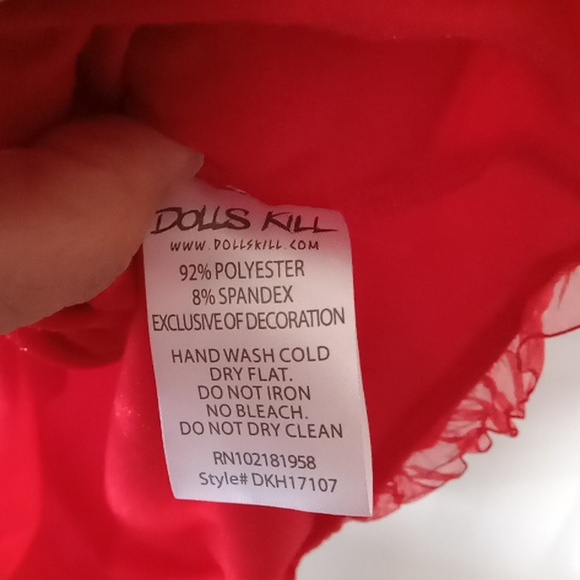 DOLLS KILL
WWW.DOLLSKILL.COM
92% POLYESTER
8% SPANDEX
EXCLUSIVE OF DECORATION
HAND WASH COLD
DRY FLAT.
DO NOT IRON
NO BLEACH.
DO NOT DRY CLEAN
RN102181958
Style# DKH17107